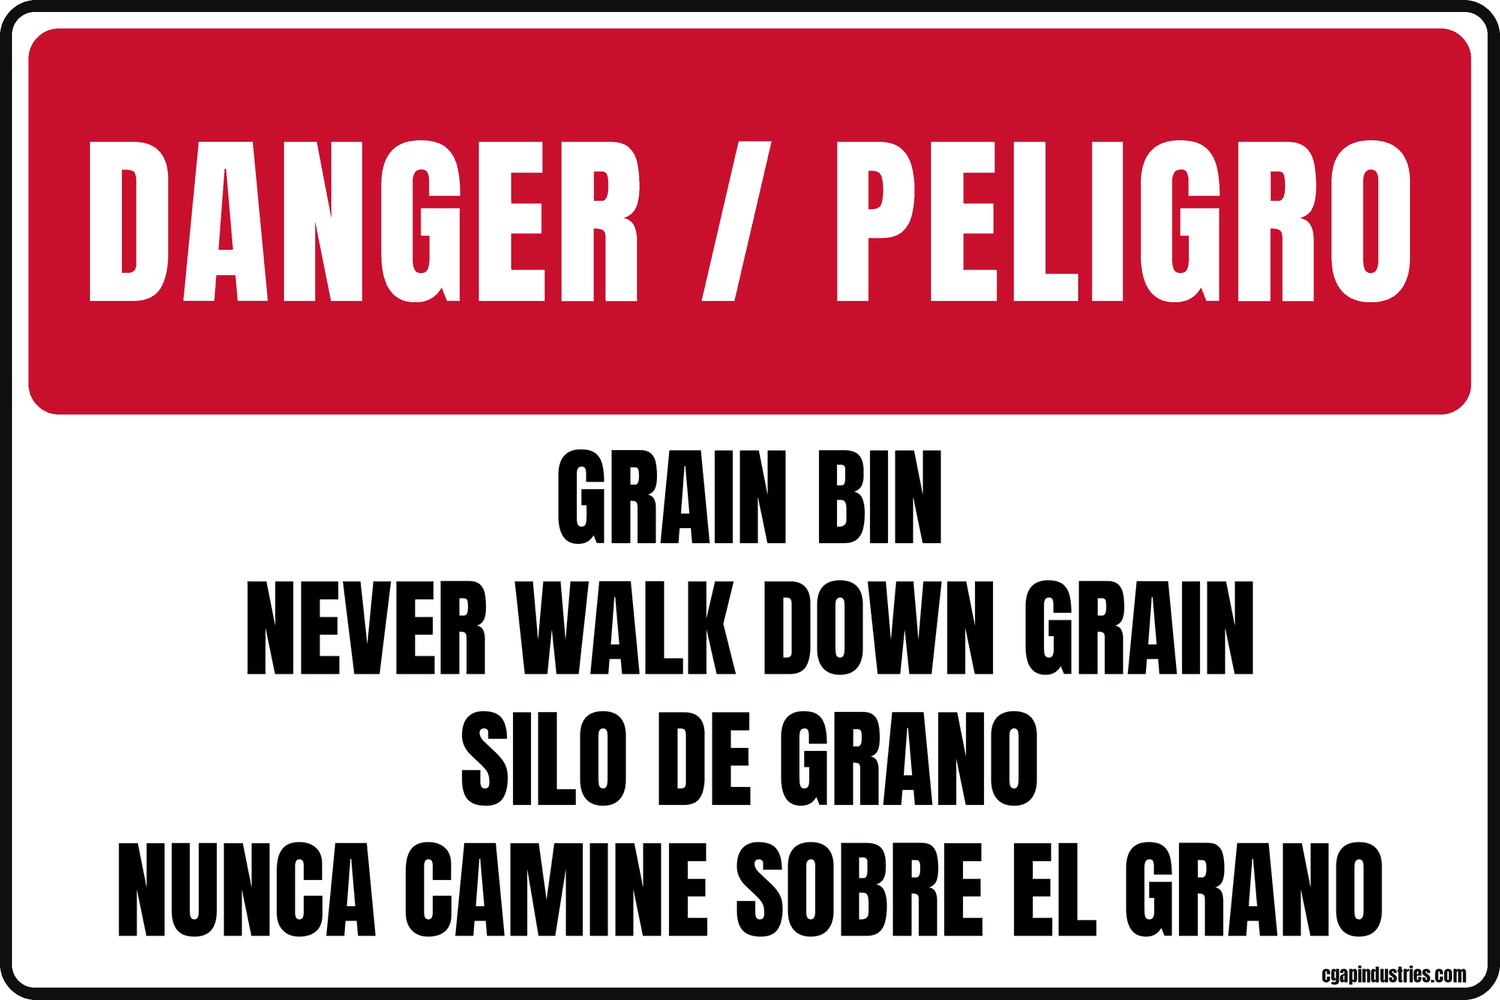 DANGER / PELIGRO
GRAIN BIN
NEVER WALK DOWN GRAIN
SILO DE GRANO
NUNCA CAMINE SOBRE EL GRANO
cgapindustries.com